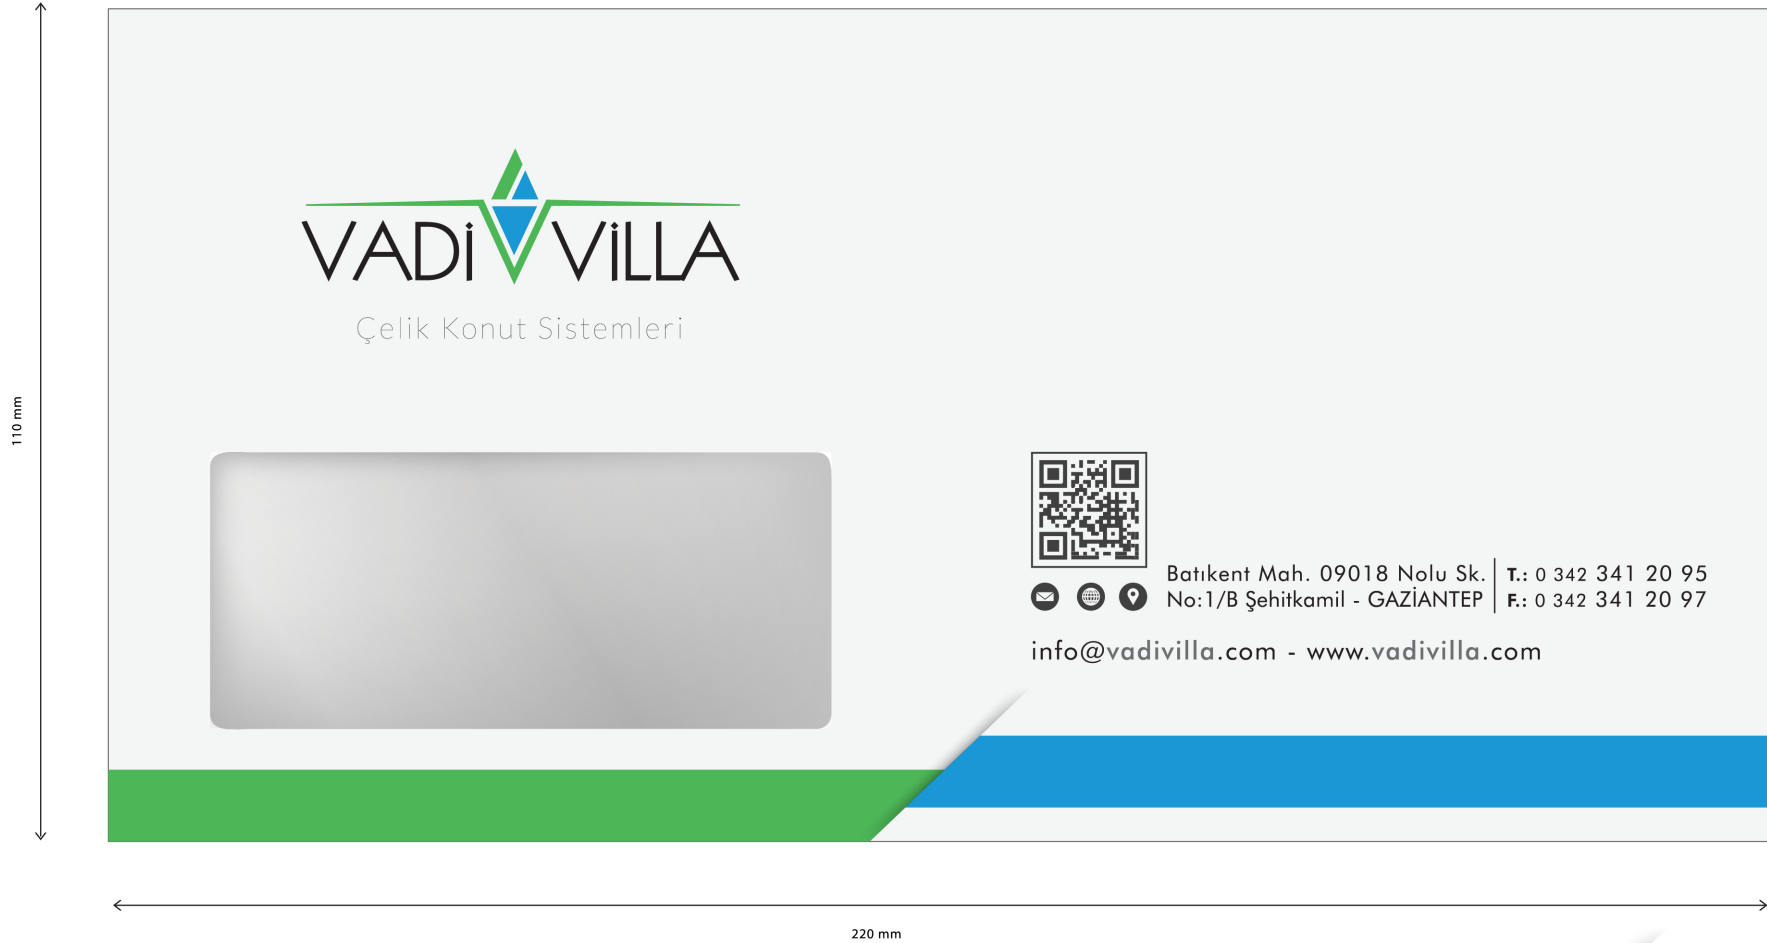 VADİ VİLLA
Çelik Konut Sistemleri
110 mm
Batıkent Mah. 09018 Nolu Sk.
No:1/B Şehitkamil - GAZİANTEP
T.: 0 342 341 20 95
F.: 0 342 341 20 97
info@vadivilla.com - www.vadivilla.com
220 mm